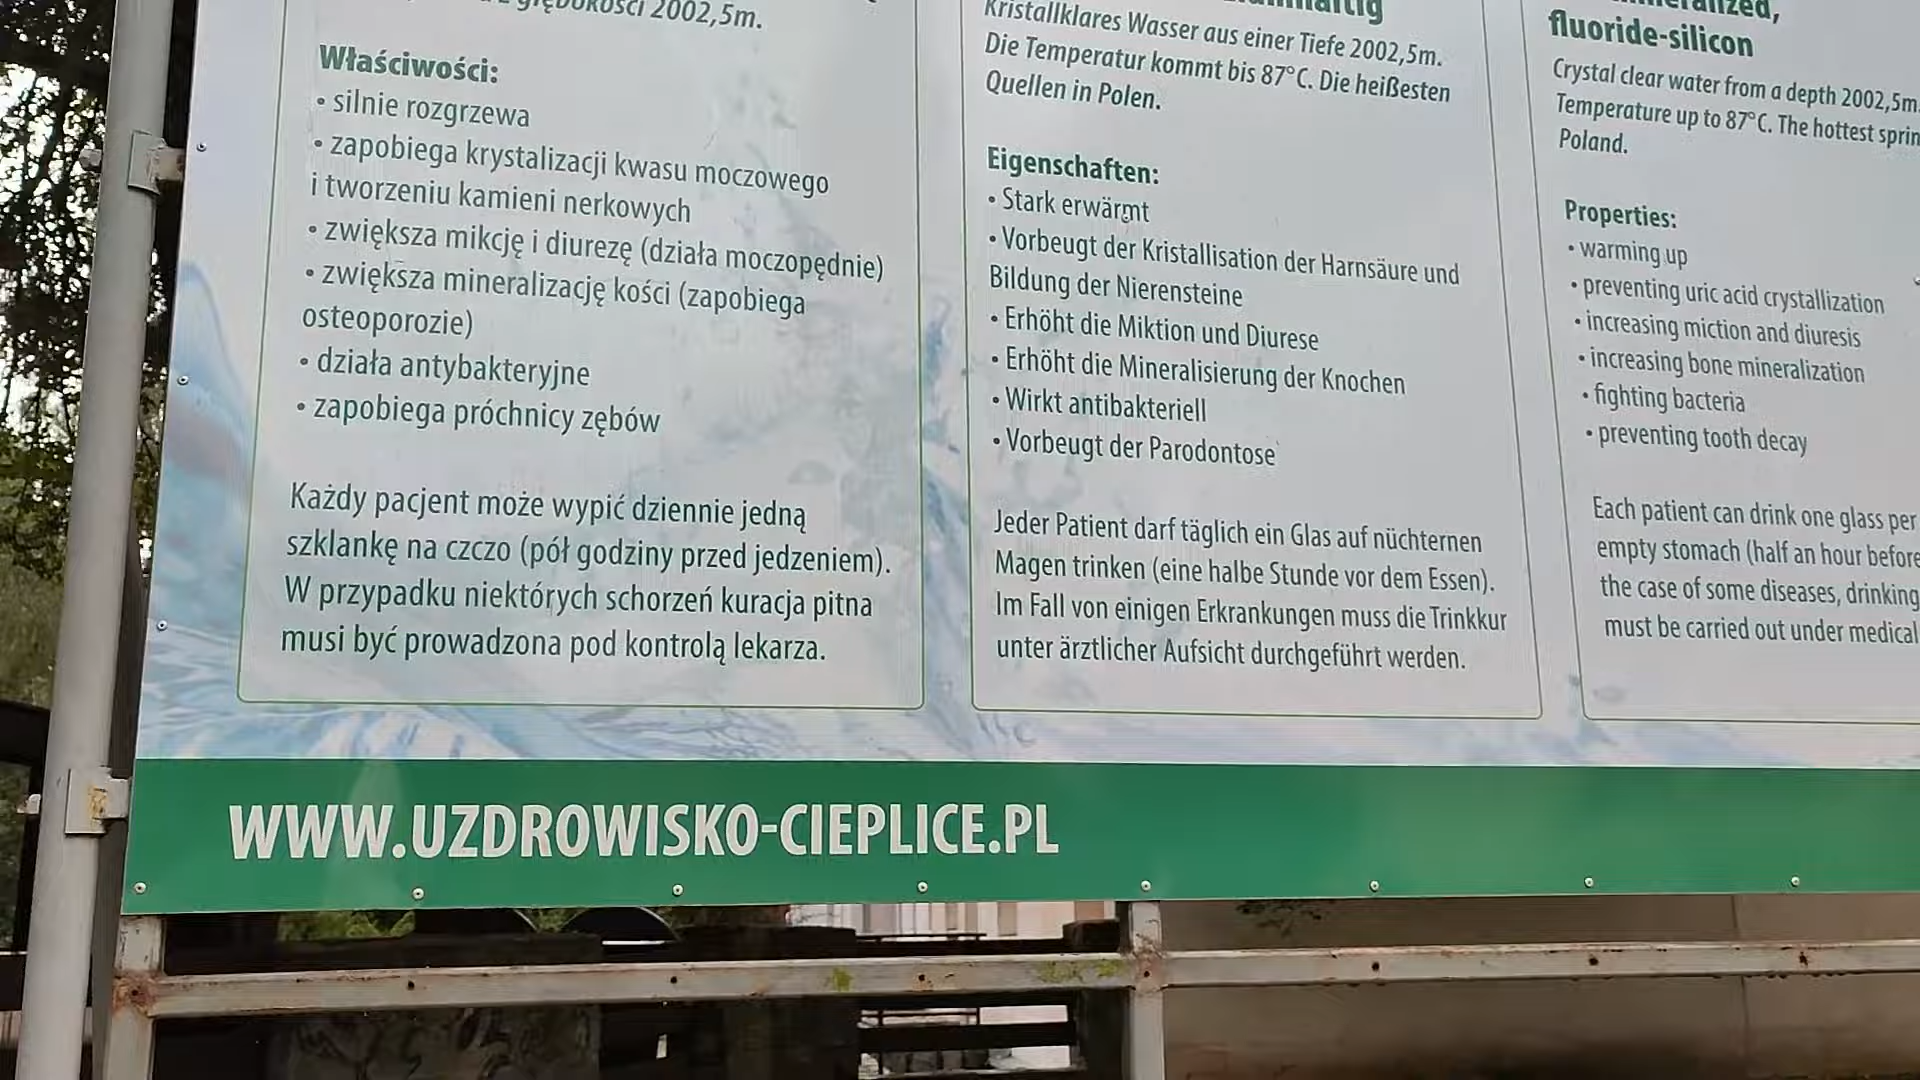 głębokości 2002,5m.
Właściwości:
• silnie rozgrzewa
• zapobiega krystalizacji kwasu moczowego
i tworzeniu kamieni nerkowych
• zwiększa mikcję i diurezę (działa moczopędnie)
• zwiększa mineralizację kości (zapobiega
osteoporozie)
• działa antybakteryjne
• zapobiega próchnicy zębów
Każdy pacjent może wypić dziennie jedną
szklankę na czczo (pół godziny przed jedzeniem).
W przypadku niektórych schorzeń kuracja pitna
musi być prowadzona pod kontrolą lekarza.
Kristallklares Wasser aus einer Tiefe 2002,5m.
Die Temperatur kommt bis 87°C. Die heißesten
Quellen in Polen.
Eigenschaften:
• Stark erwärmt
• Vorbeugt der Kristallisation der Harnsäure und
Bildung der Nierensteine
• Erhöht die Miktion und Diurese
• Erhöht die Mineralisierung der Knochen
• Wirkt antibakteriell
• Vorbeugt der Parodontose
Jeder Patient darf täglich ein Glas auf nüchternen
Magen trinken (eine halbe Stunde vor dem Essen).
Im Fall von einigen Erkrankungen muss die Trinkkur
unter ärztlicher Aufsicht durchgeführt werden.
fluoride-silicon
Crystal clear water from a depth 2002,5m.
Temperature up to 87°C. The hottest
Poland.
Properties:
• warming up
• preventing uric acid crystallization
• increasing miction and diuresis
• increasing bone mineralization
• fighting bacteria
• preventing tooth decay
Each patient can drink one glass per
empty stomach (half an hour before
the case of some diseases, drinking
must be carried out under medical
WWW.UZDROWISKO-CIEPLICE.PL